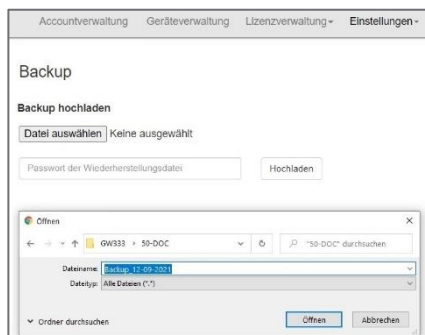 Accountverwaltung Geräteverwaltung Lizenzverwaltung Einstellungen
Backup
Backup hochladen
Datei auswählen Keine ausgewählt
Passwort der Wiederherstellungsdatei Hochladen
Öffnen
GW333 › 50-DOC "50-DOC" durchsuchen
Dateiname: Backup_12-09-2021
Dateityp: Alle Dateien (*.*)
Ordner durchsuchen Öffnen Abbrechen